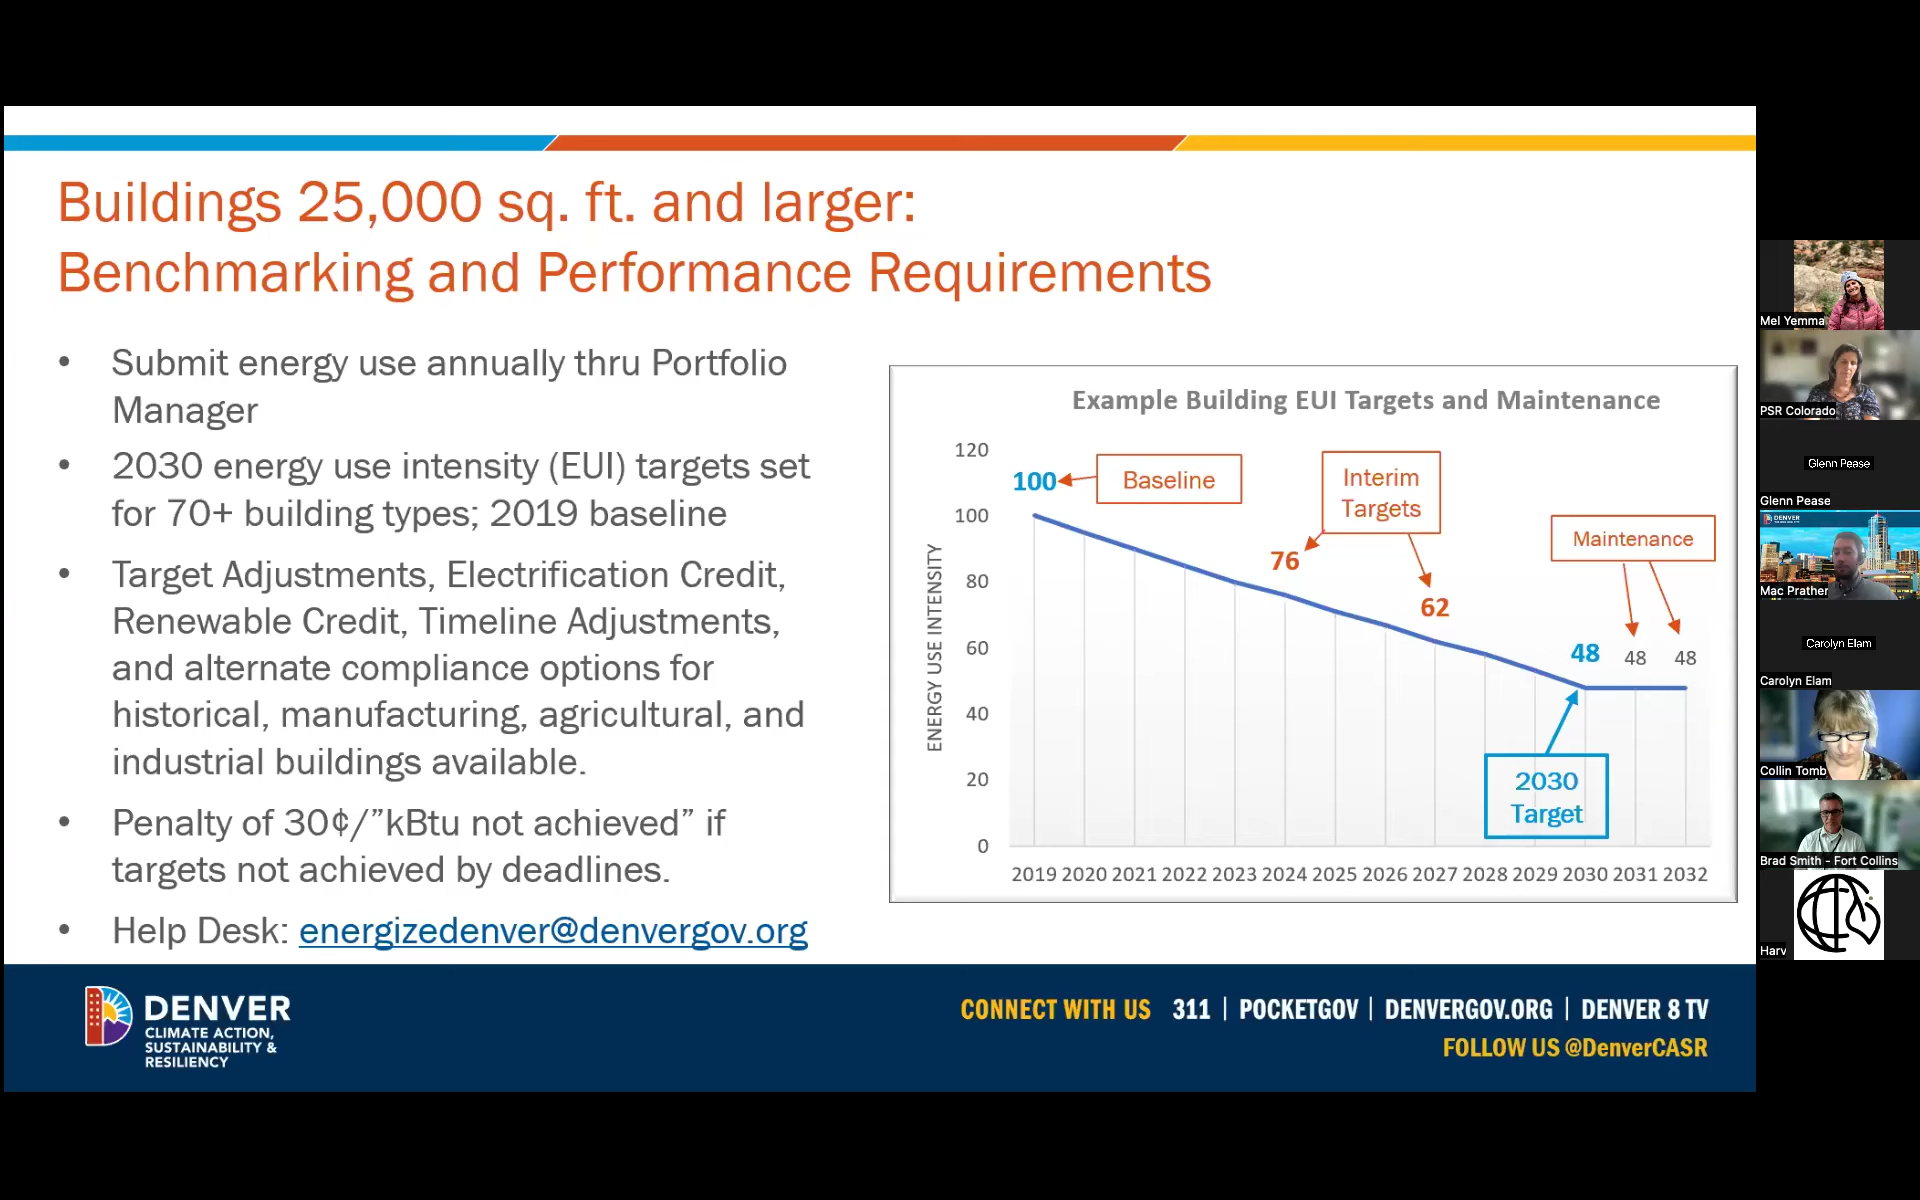 Buildings 25,000 sq. ft. and larger:
Benchmarking and Performance Requirements
• Submit energy use annually thru Portfolio
Manager
• 2030 energy use intensity (EUI) targets set
for 70+ building types; 2019 baseline
• Target Adjustments, Electrification Credit,
Renewable Credit, Timeline Adjustments,
and alternate compliance options for
historical, manufacturing, agricultural, and
industrial buildings available.
• Penalty of 30¢/”kBtu not achieved” if
targets not achieved by deadlines.
• Help Desk: energizedenver@denvergov.org
Example Building EUI Targets and Maintenance
ENERGY USE INTENSITY
120
100
80
60
40
20
0
100
Baseline
76
Interim
Targets
62
Maintenance
48
48
48
2030
Target
2019 2020 2021 2022 2023 2024 2025 2026 2027 2028 2029 2030 2031 2032
DENVER
CLIMATE ACTION,
SUSTAINABILITY &
RESILIENCY
CONNECT WITH US 311 | POCKETGOV | DENVERGOV.ORG | DENVER 8 TV
FOLLOW US @DenverCASR
Mel Yemma
PSR Colorado
Glenn Pease
Glenn Pease
DENVER
Mac Prather
Carolyn Elam
Carolyn Elam
Collin Tomb
Brad Smith - Fort Collins
Harv